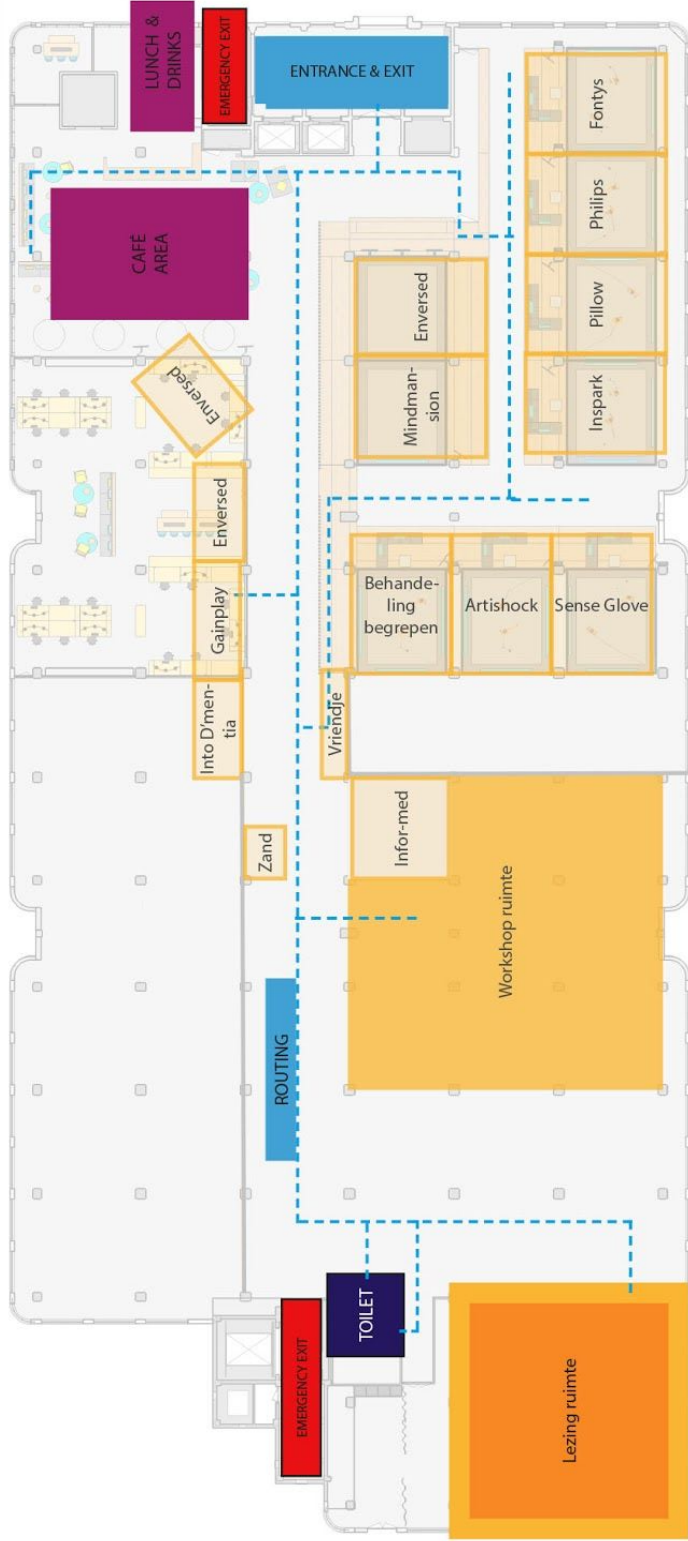 LUNCH &
DRINKS
EMERGENCY EXIT
ENTRANCE & EXIT
CAFÉ
AREA
Fontys
Philips
Pillow
Inspark
Enversed
Mindman-
sion
Enversed
Enversed
Gainplay
Into D'men-
tia
Behande-
ling
begrepen
Artishock
Sense Glove
Vriendje
Zand
Infor-med
Workshop ruimte
ROUTING
TOILET
EMERGENCY EXIT
Lezing ruimte